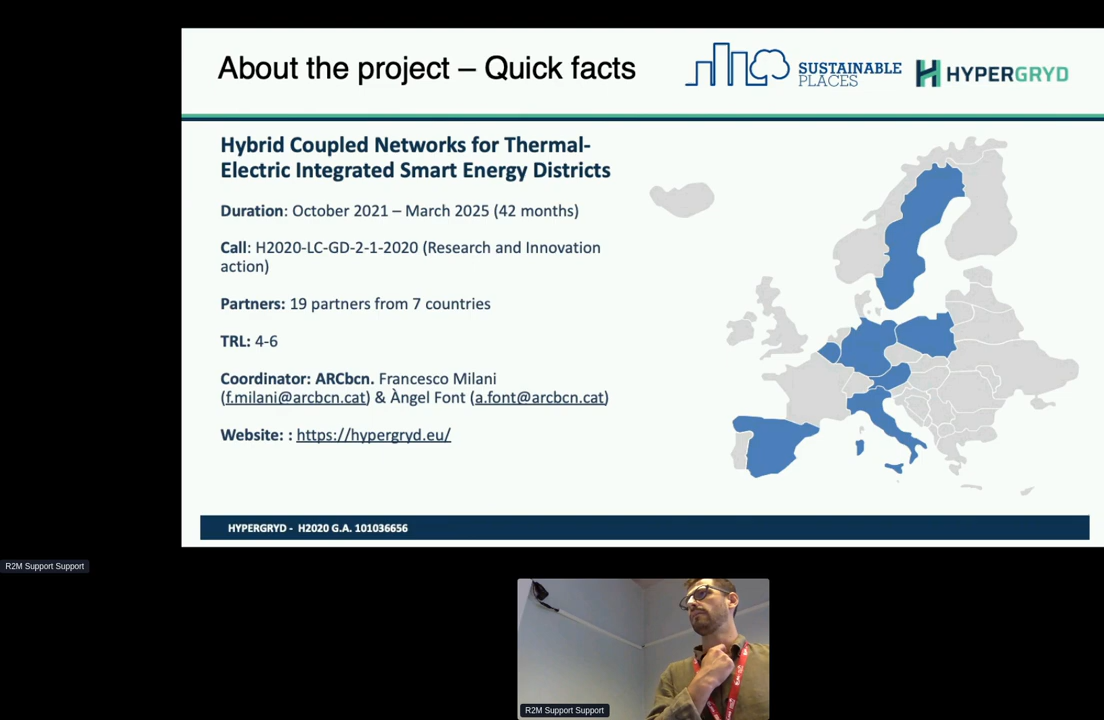 About the project – Quick facts
SUSTAINABLE
PLACES
HYPERGRYD
Hybrid Coupled Networks for Thermal-
Electric Integrated Smart Energy Districts
Duration: October 2021 – March 2025 (42 months)
Call: H2020-LC-GD-2-1-2020 (Research and Innovation
action)
Partners: 19 partners from 7 countries
TRL: 4-6
Coordinator: ARCbcn. Francesco Milani
(f.milani@arcbcn.cat) & Àngel Font (a.font@arcbcn.cat)
Website: : https://hypergryd.eu/
HYPERGRYD - H2020 G.A. 101036656
R2M Support Support
R2M Support Support